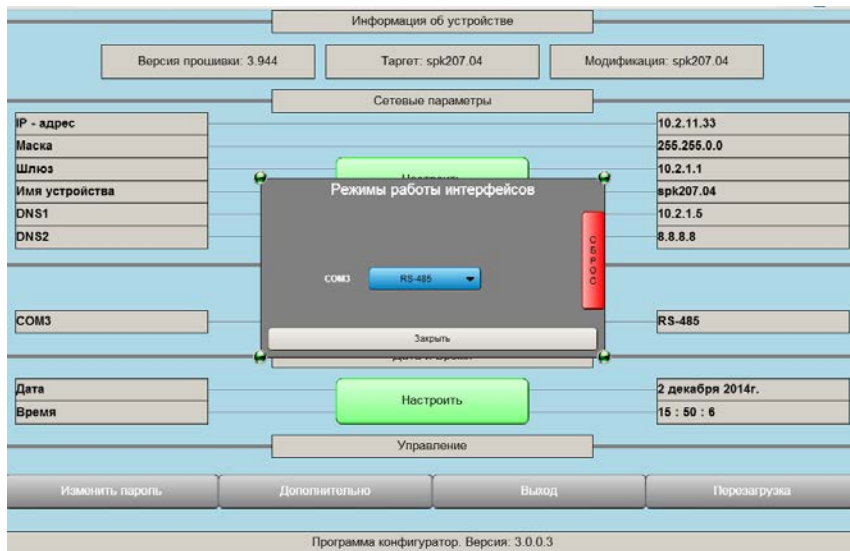 Информация об устройстве
Версия прошивки: 3.944
Таргет: spk207.04
Модификация: spk207.04
Сетевые параметры
IP - адрес
10.2.11.33
Маска
255.255.0.0
Шлюз
10.2.1.1
Имя устройства
spk207.04
DNS1
10.2.1.5
DNS2
8.8.8.8
Режимы работы интерфейсов
COM3
RS-485
СБРОС
Закрыть
COM3
RS-485
Дата
2 декабря 2014г.
Настроить
Время
15 : 50 : 6
Управление
Изменить пароль
Дополнительно
Выход
Перезагрузка
Программа конфигуратор. Версия: 3.0.0.3